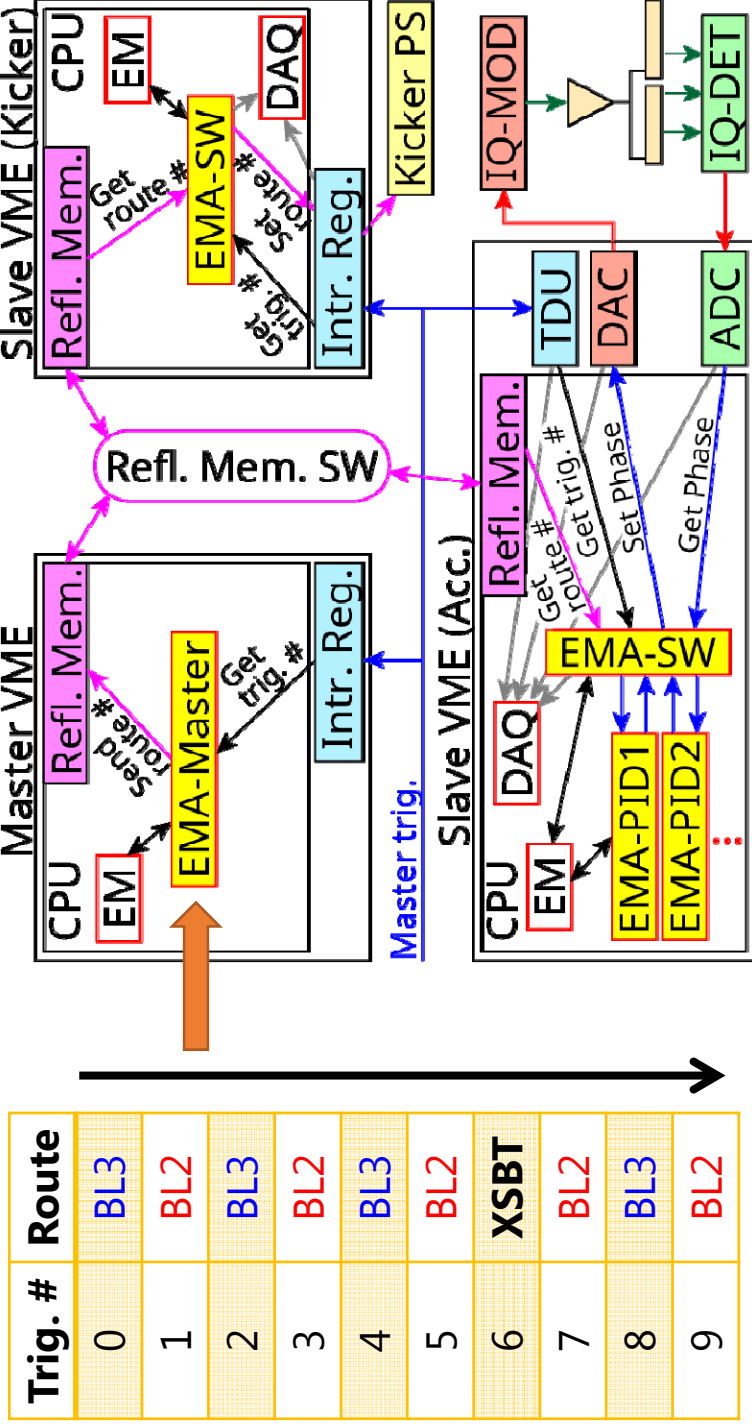 Trig. # Route
0 BL3
1 BL2
2 BL3
3 BL2
4 BL3
5 BL2
6 XSBT
7 BL2
8 BL3
9 BL2
Master VME
CPU
Refl. Mem.
EM
Send
route #
EMA-Master
Get
trig. #
Intr. Reg.
Master trig.
Refl. Mem. SW
Slave VME (Kicker)
Refl. Mem.
CPU
Get
route #
EM
EMA-SW
Set
route #
DAQ
Get
trig. #
Intr. Reg.
Kicker PS
Slave VME (Acc.)
CPU
Refl. Mem.
DAQ
EM
Get
route #
Get trig. #
Set Phase
Get Phase
EMA-SW
EMA-PID1
EMA-PID2
TDU
DAC
ADC
IQ-MOD
IQ-DET